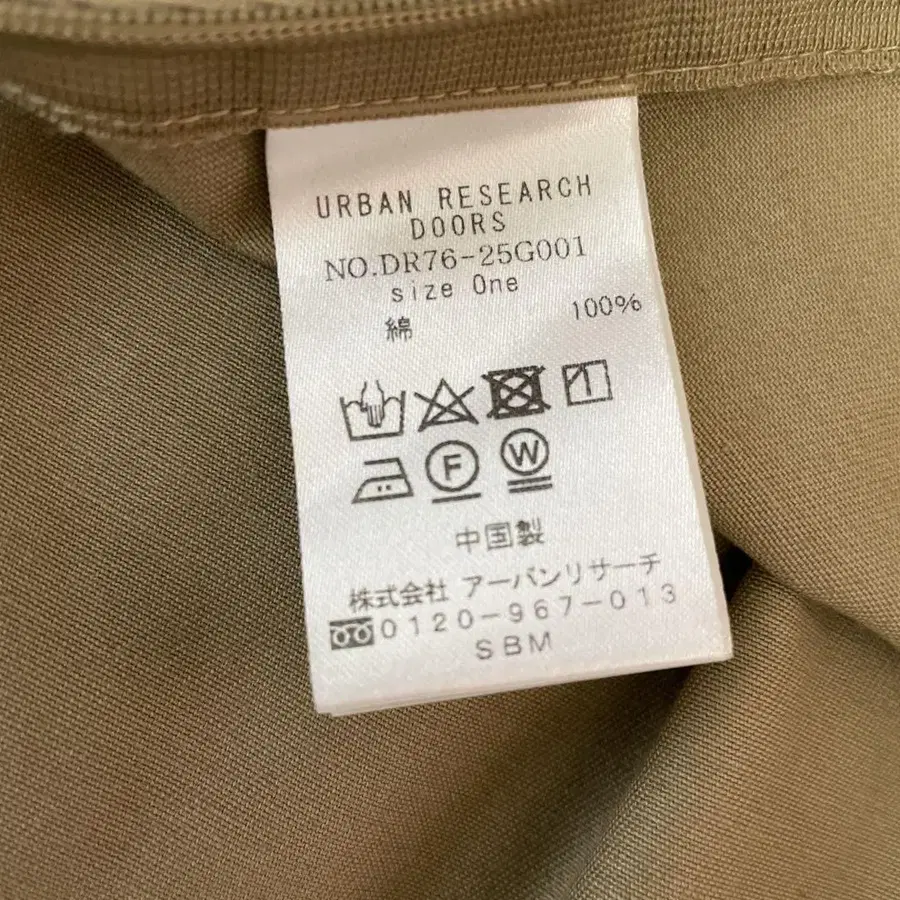 URBAN RESEARCH
DOORS
NO.DR76-25G001
size One
綿 100%
F W
中国製
株式会社 アーバンリサーチ
0120-967-013
SBM